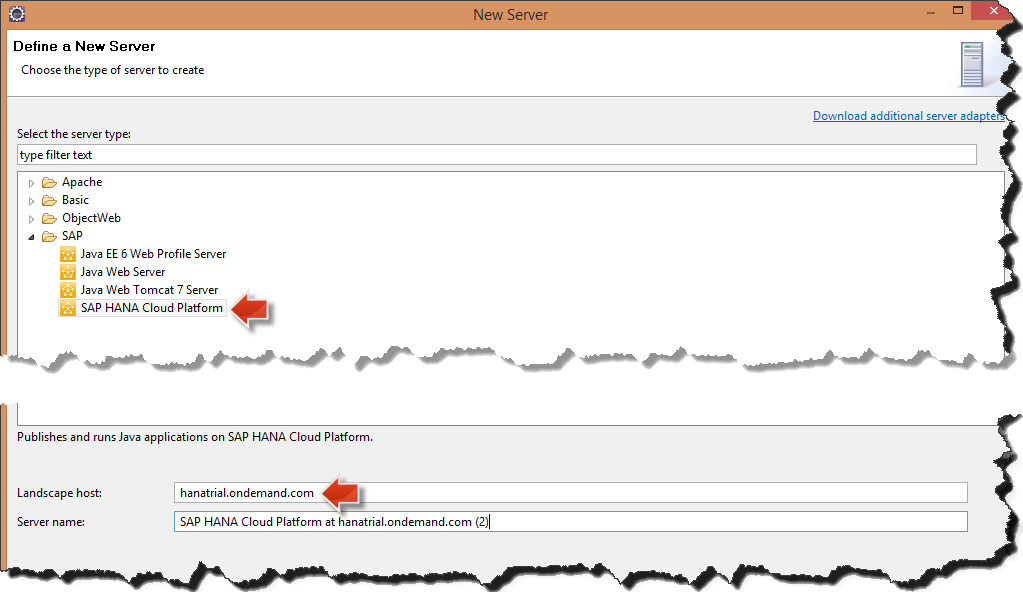 New Server
Define a New Server
Choose the type of server to create
Download additional server adapters
Select the server type:
type filter text
Apache
Basic
ObjectWeb
SAP
Java EE 6 Web Profile Server
Java Web Server
Java Web Tomcat 7 Server
SAP HANA Cloud Platform
Publishes and runs Java applications on SAP HANA Cloud Platform.
Landscape host: hanatrial.ondemand.com
Server name: SAP HANA Cloud Platform at hanatrial.ondemand.com (2)